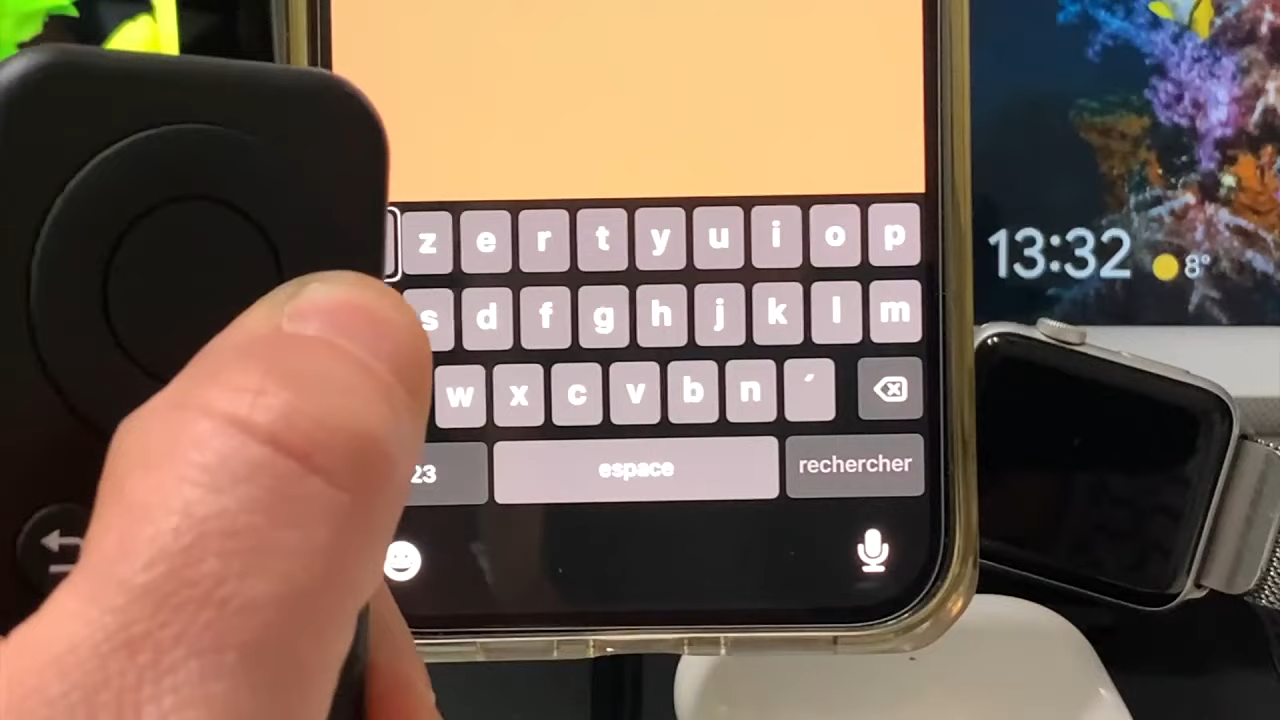 z e r t y u i o p
13:32 8°
s d f g h j k l m
w x c v b n ´
23 espace rechercher